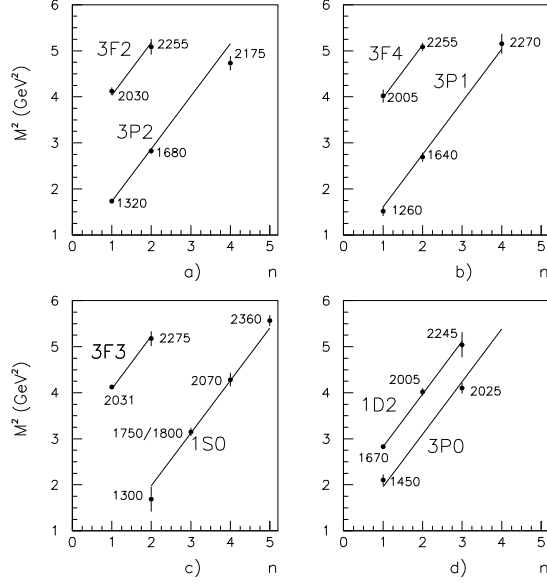 6
5
4
3
2
1
M² (GeV²)
3F2
2255
2030
3P2
2175
1680
1320
0 1 2 3 4 5
a) n
6
5
4
3
2
1
3F4
2255
2005
3P1
2270
1640
1260
0 1 2 3 4 5
b) n
6
5
4
3
2
1
0
M² (GeV²)
3F3
2275
2031
2360
2070
1750/1800
1S0
1300
0 1 2 3 4 5
c) n
6
5
4
3
2
1
0
2245
2005
1D2
2025
1670
3P0
1450
0 1 2 3 4 5
d) n